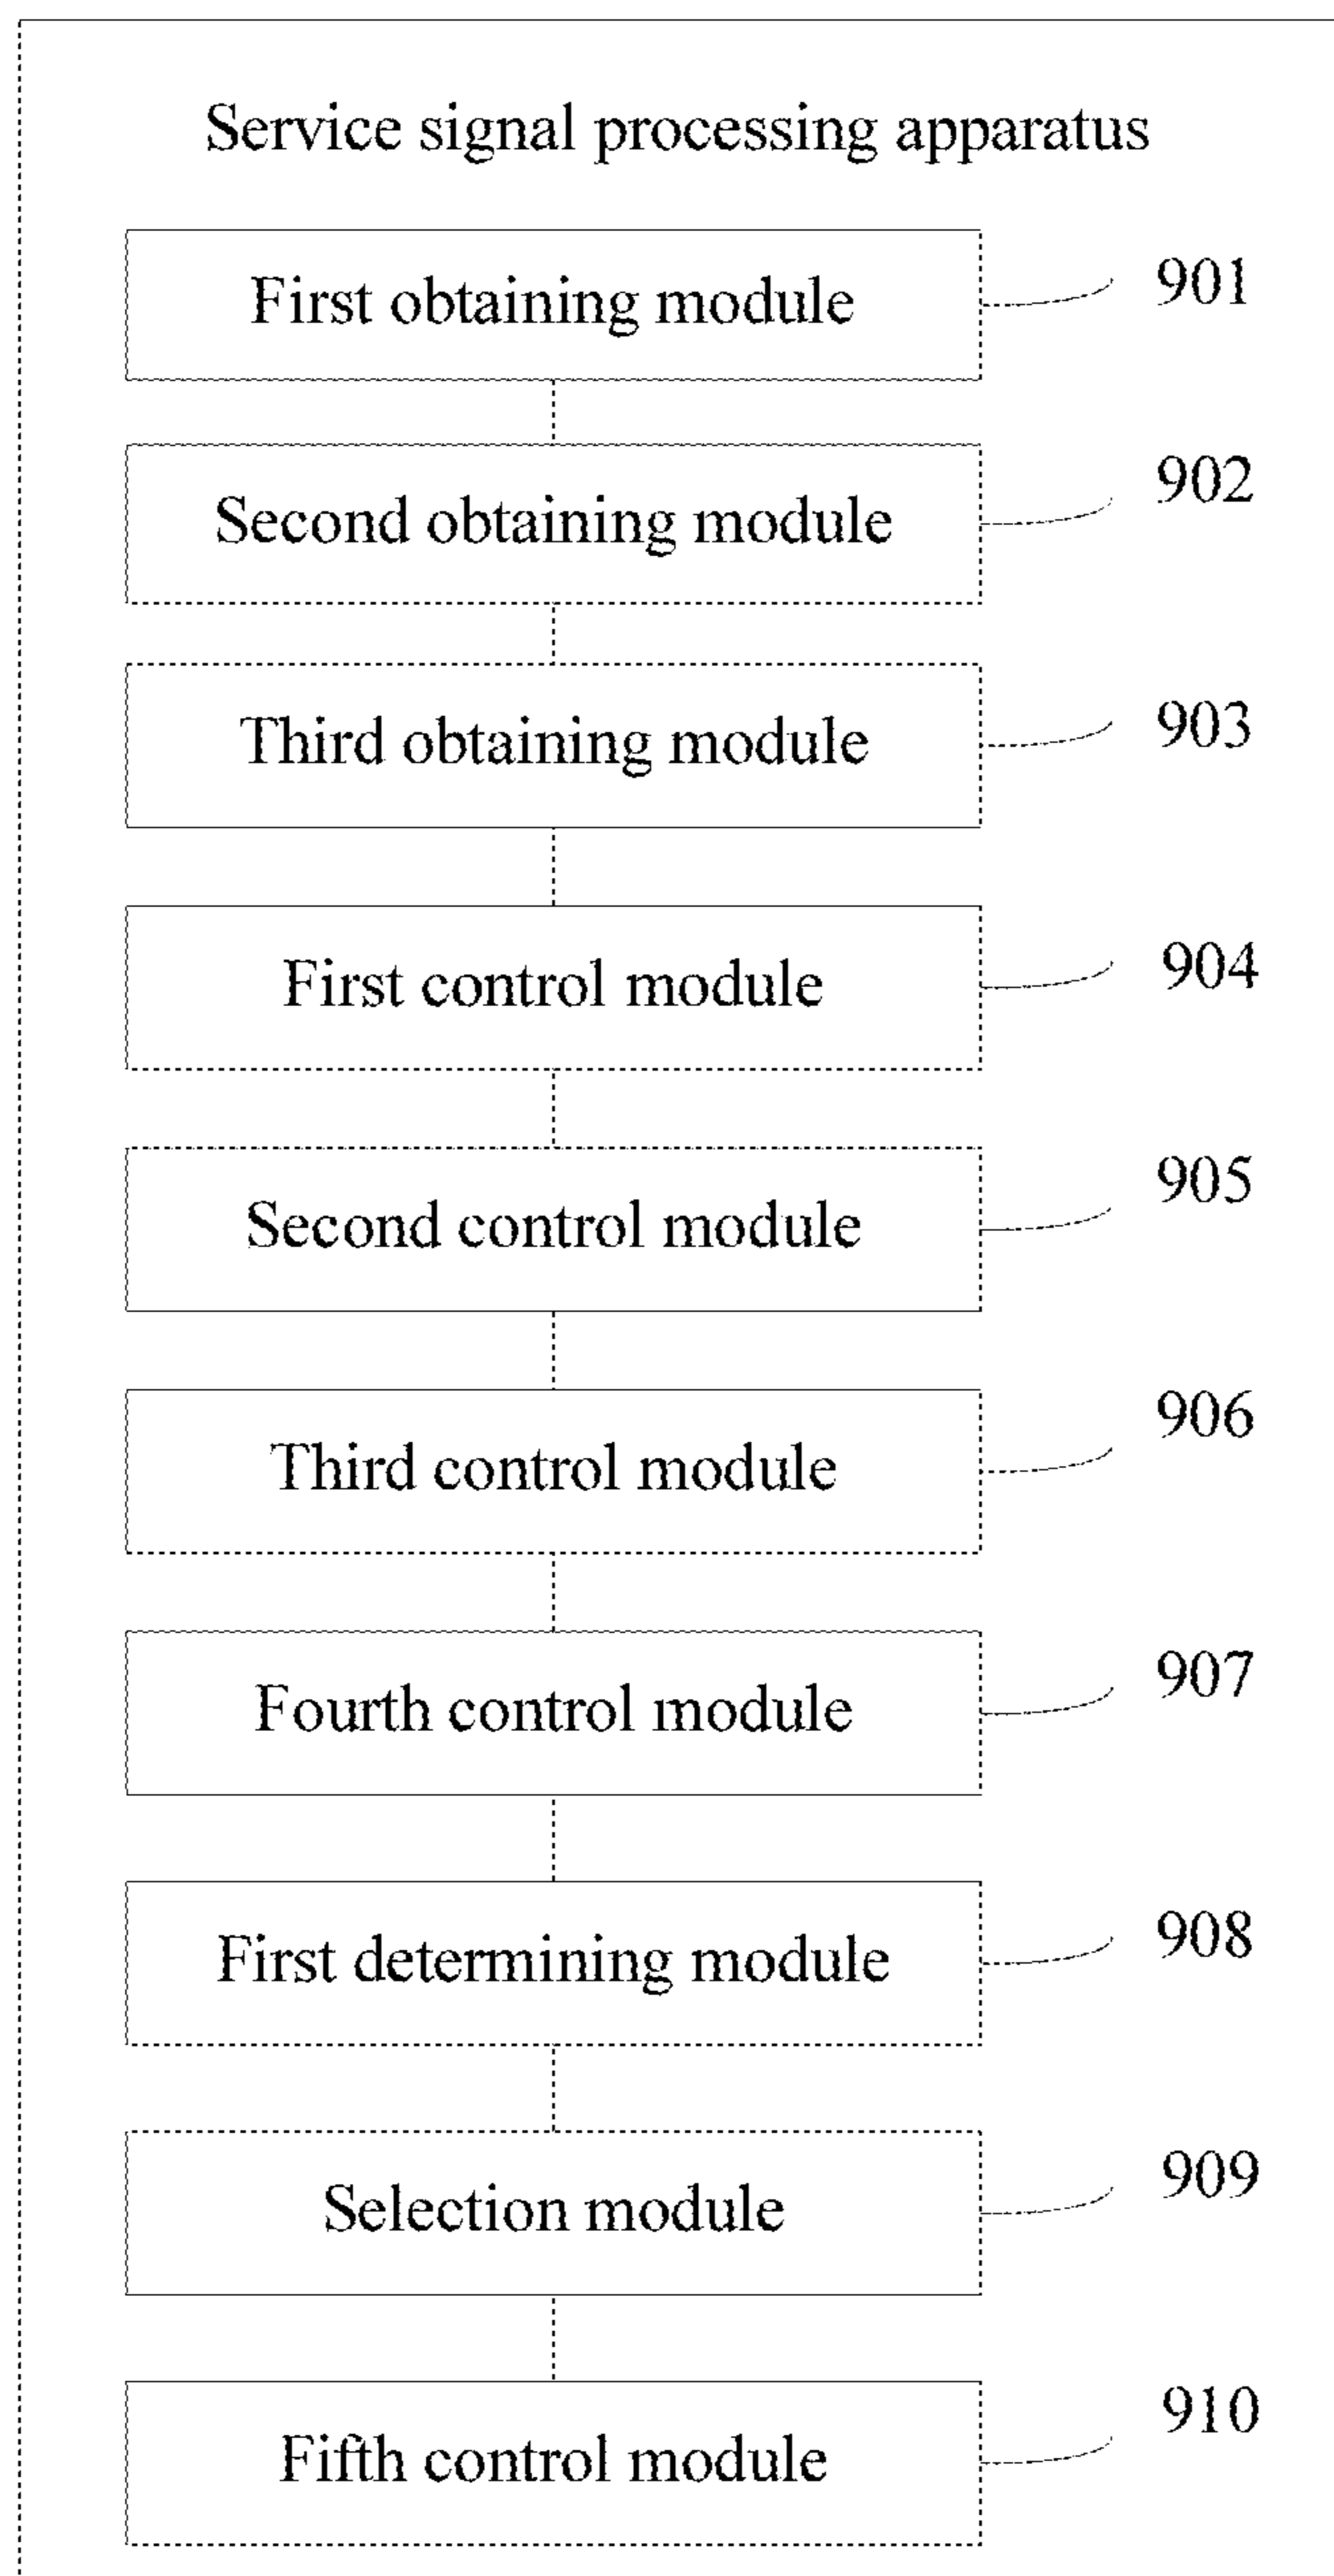 Service signal processing apparatus
First obtaining module 901
Second obtaining module 902
Third obtaining module 903
First control module 904
Second control module 905
Third control module 906
Fourth control module 907
First determining module 908
Selection module 909
Fifth control module 910